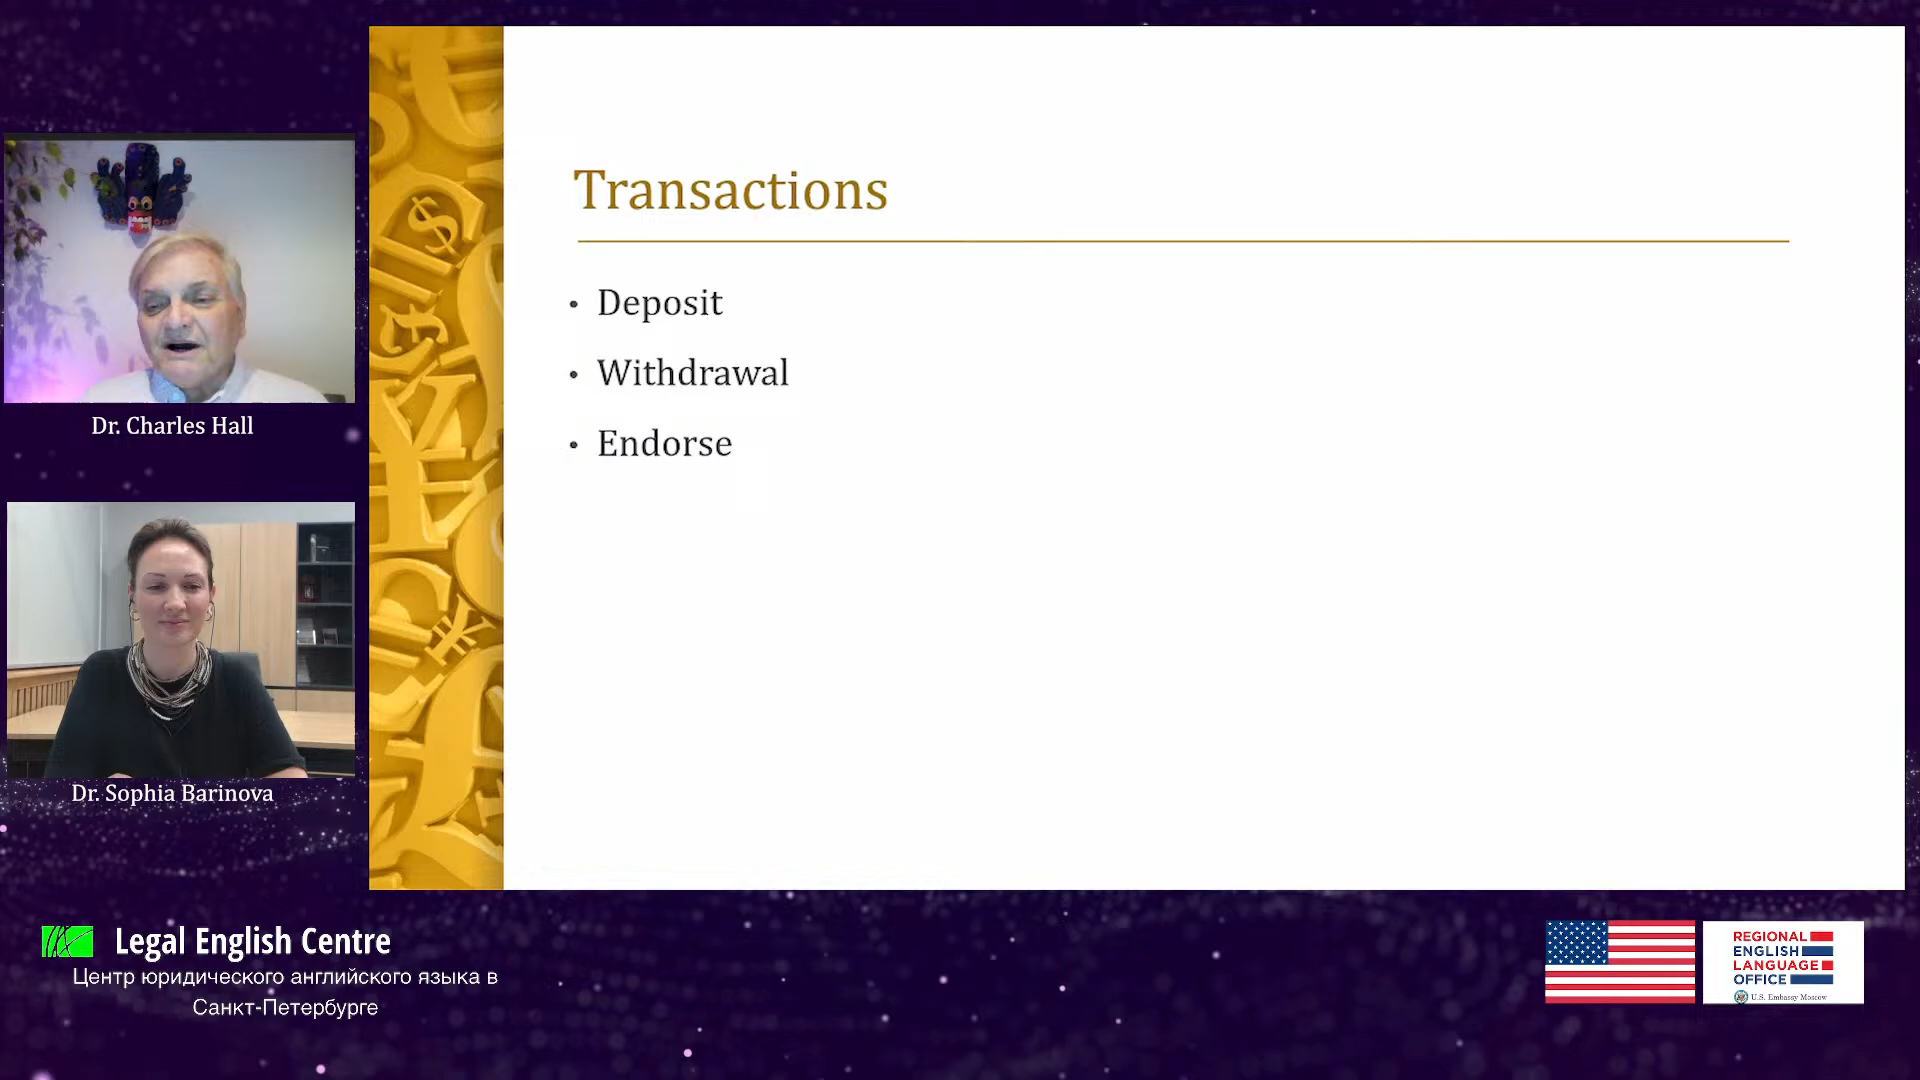 Transactions
• Deposit
• Withdrawal
• Endorse
Dr. Charles Hall
Dr. Sophia Barinova
Legal English Centre
Центр юридического английского языка в
Санкт-Петербурге
REGIONAL
ENGLISH
LANGUAGE
OFFICE
U.S. Embassy Moscow